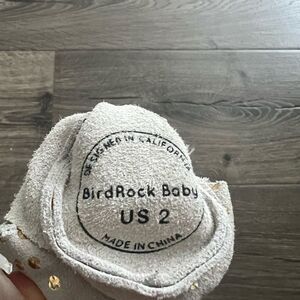 DESIGNED IN CALIFORNIA
BirdRock Baby
US 2
MADE IN CHINA